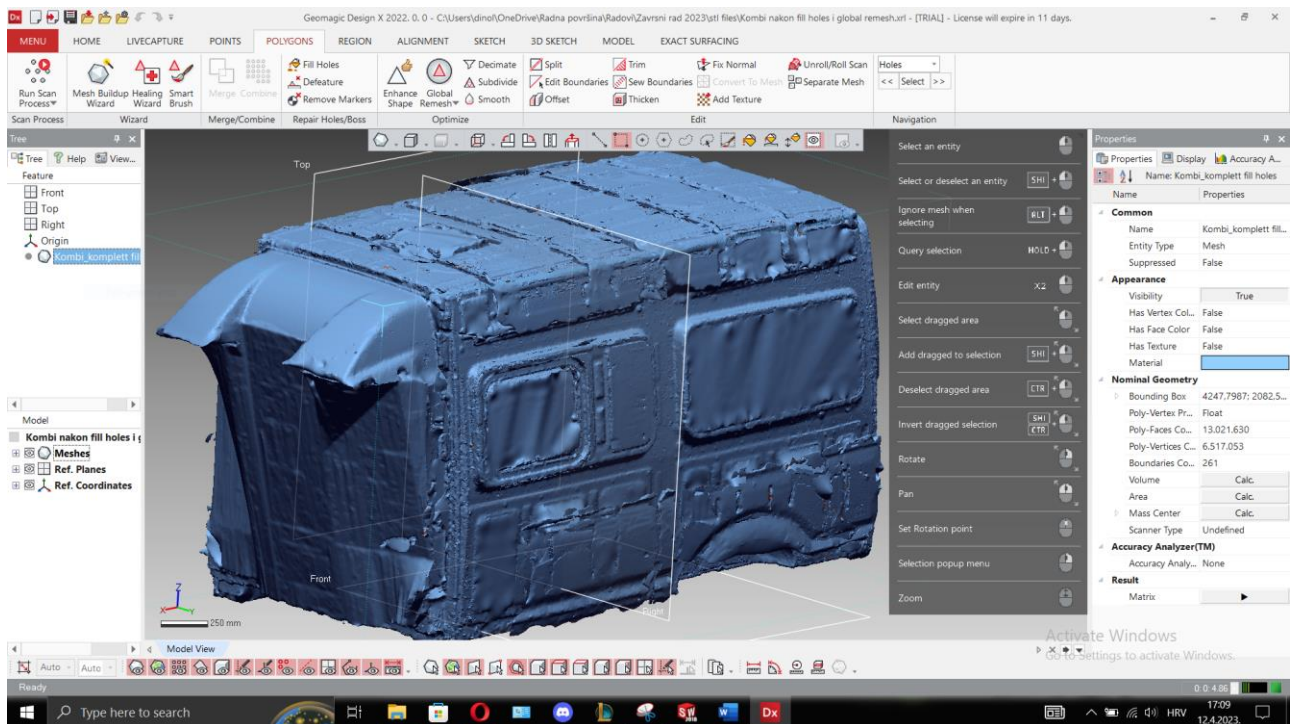 Geomagic Design X 2022. 0. 0 - C:\Users\dinol\OneDrive\Radna površina\Radovi\Zavrsni rad 2023\stl files\Kombi nakon fill holes i global remesh.xrl - [TRIAL] - License will expire in 11 days.
MENU HOME LIVECAPTURE POINTS POLYGONS REGION ALIGNMENT SKETCH 3D SKETCH MODEL EXACT SURFACING
Fill Holes Decimate Split Trim Fix Normal Unroll/Roll Scan Holes
Defeature Subdivide Edit Boundaries Sew Boundaries Convert To Mesh Separate Mesh << Select >>
Run Scan Process Mesh Buildup Wizard Healing Wizard Smart Brush Merge Combine Remove Markers Enhance Shape Global Remesh Smooth Offset Thicken Add Texture
Scan Process Wizard Merge/Combine Repair Holes/Boss Optimize Edit Navigation
Tree
Tree Help View...
Feature
Front
Top
Right
Origin
Kombi_komplett fil
Model
Kombi nakon fill holes i g
Meshes
Ref. Planes
Ref. Coordinates
Top
Front
Right
Z
X
Y
250 mm
Select an entity
Select or deselect an entity SHI +
Ignore mesh when selecting ALT +
Query selection HOLD +
Edit entity X2
Select dragged area
Add dragged to selection SHI +
Deselect dragged area CTR +
Invert dragged selection SHI CTR +
Rotate
Pan
Set Rotation point
Selection popup menu
Zoom
Properties
Properties Display Accuracy A...
Name: Kombi_komplett fill holes
Name Properties
Common
Name Kombi_komplett fill...
Entity Type Mesh
Suppressed False
Appearance
Visibility True
Has Vertex Col... False
Has Face Color False
Has Texture False
Material
Nominal Geometry
Bounding Box 4247.7987; 2082.5...
Poly-Vertex Pr... Float
Poly-Faces Co... 13.021.630
Poly-Vertices C... 6.517.053
Boundaries Co... 261
Volume Calc.
Area Calc.
Mass Center Calc.
Scanner Type Undefined
Accuracy Analyzer(TM)
Accuracy Analy... None
Result
Matrix
Activate Windows
Go to Settings to activate Windows.
Model View
Auto Auto
Ready
0: 0: 4.86
Type here to search
HRV
17:09
12.4.2023.